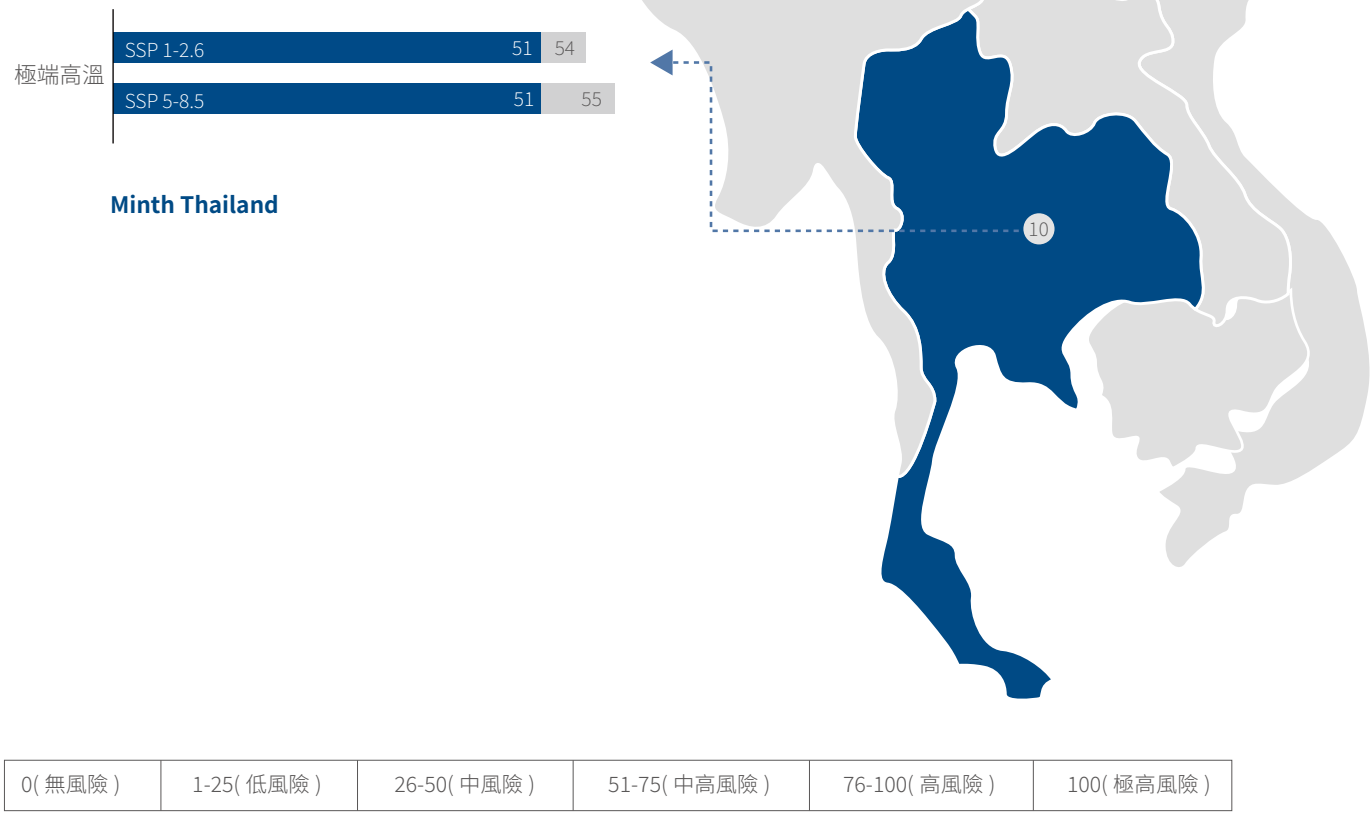 極端高溫
SSP 1-2.6 51 54
SSP 5-8.5 51 55
Minth Thailand
10
0( 無風險 ) 1-25( 低風險 ) 26-50( 中風險 ) 51-75( 中高風險 ) 76-100( 高風險 ) 100( 極高風險 )